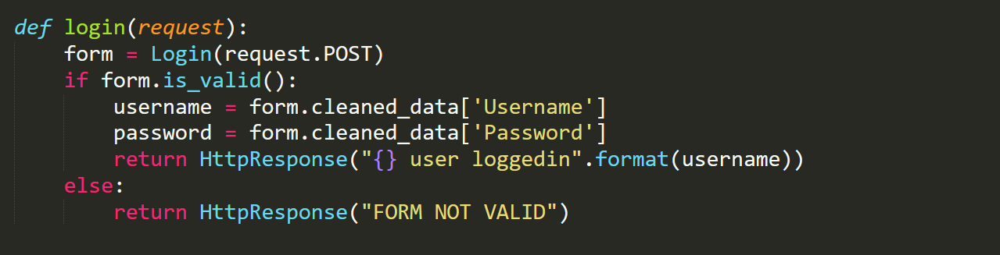 def login(request):
    form = Login(request.POST)
    if form.is_valid():
        username = form.cleaned_data['Username']
        password = form.cleaned_data['Password']
        return HttpResponse("{} user loggedin".format(username))
    else:
        return HttpResponse("FORM NOT VALID")